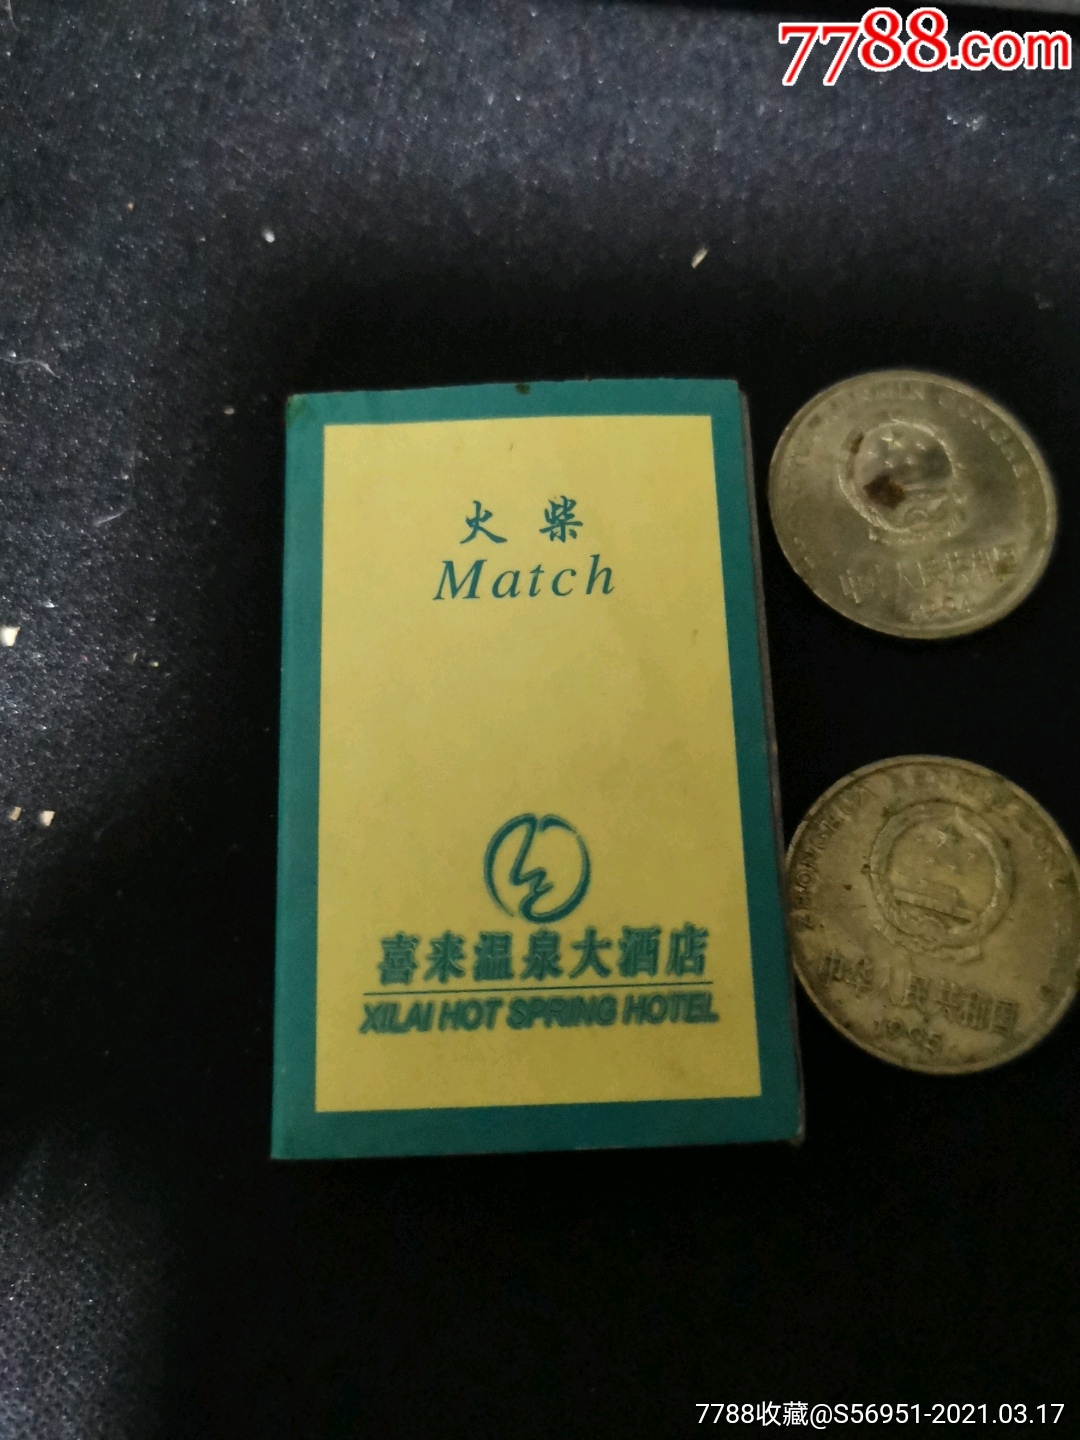 7788.com
火柴
Match
喜来温泉大酒店
XILAI HOT SPRING HOTEL
中华人民共和国
中华人民共和国
1995
7788收藏@S56951-2021.03.17